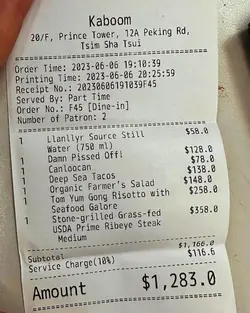 Kaboom
20/F, Prince Tower, 12A Peking Rd,
Tsim Sha Tsui
Order Time: 2023-06-06 19:10:39
Printing Time: 2023-06-06 20:25:59
Receipt No.: 20230606191039F45
Served By: Part Time
Order No.: F45 [Dine-in]
Number of Patron: 2
1 Llanllyr Source Still $58.0
Water (750 ml)
1 Damn Pissed Off! $128.0
1 Canloocan $78.0
1 Deep Sea Tacos $138.0
1 Organic Farmer's Salad $148.0
1 Tom Yum Gong Risotto with $258.0
Seafood Galore
1 Stone-grilled Grass-fed $358.0
USDA Prime Ribeye Steak
Medium
Subtotal $1,166.0
Service Charge(10%) $116.6
Amount $1,283.0